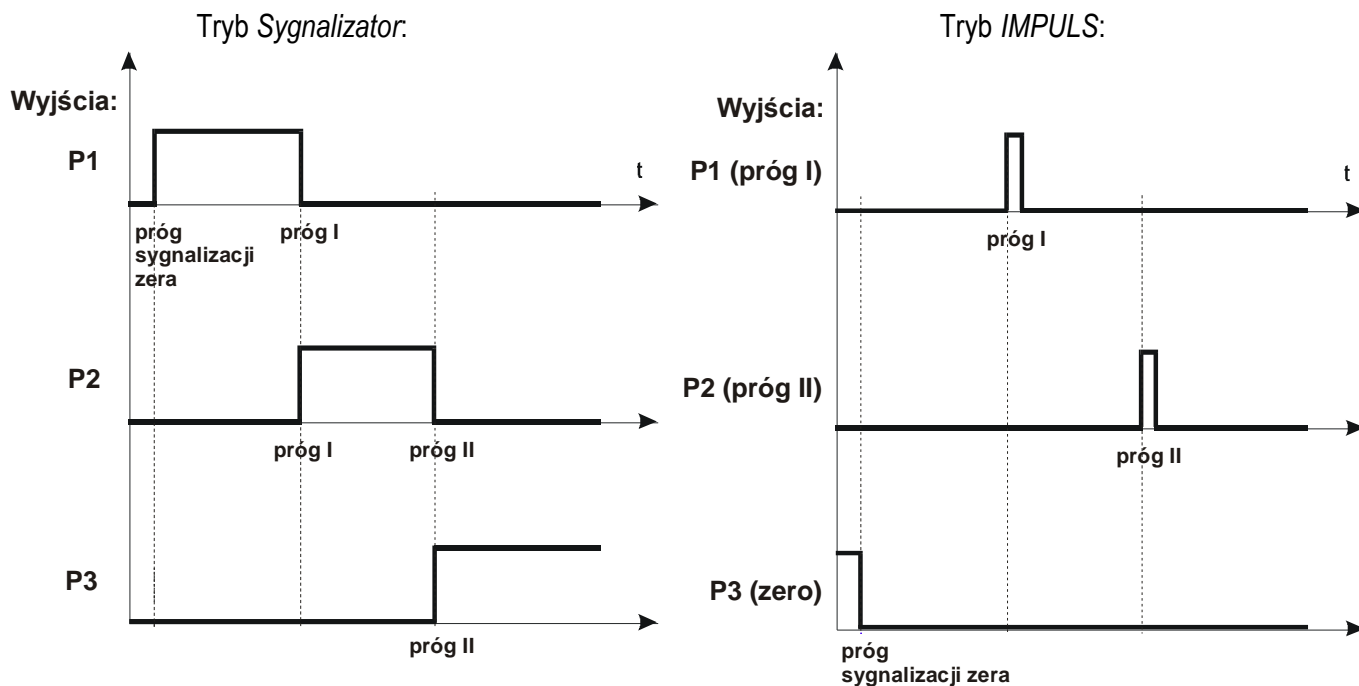 Tryb Sygnalizator:
Wyjścia:
P1
t
próg
sygnalizacji
zera
próg I
P2
próg I
próg II
P3
próg II
Tryb IMPULS:
Wyjścia:
P1 (próg I)
t
próg I
P2 (próg II)
próg II
P3 (zero)
próg
sygnalizacji zera